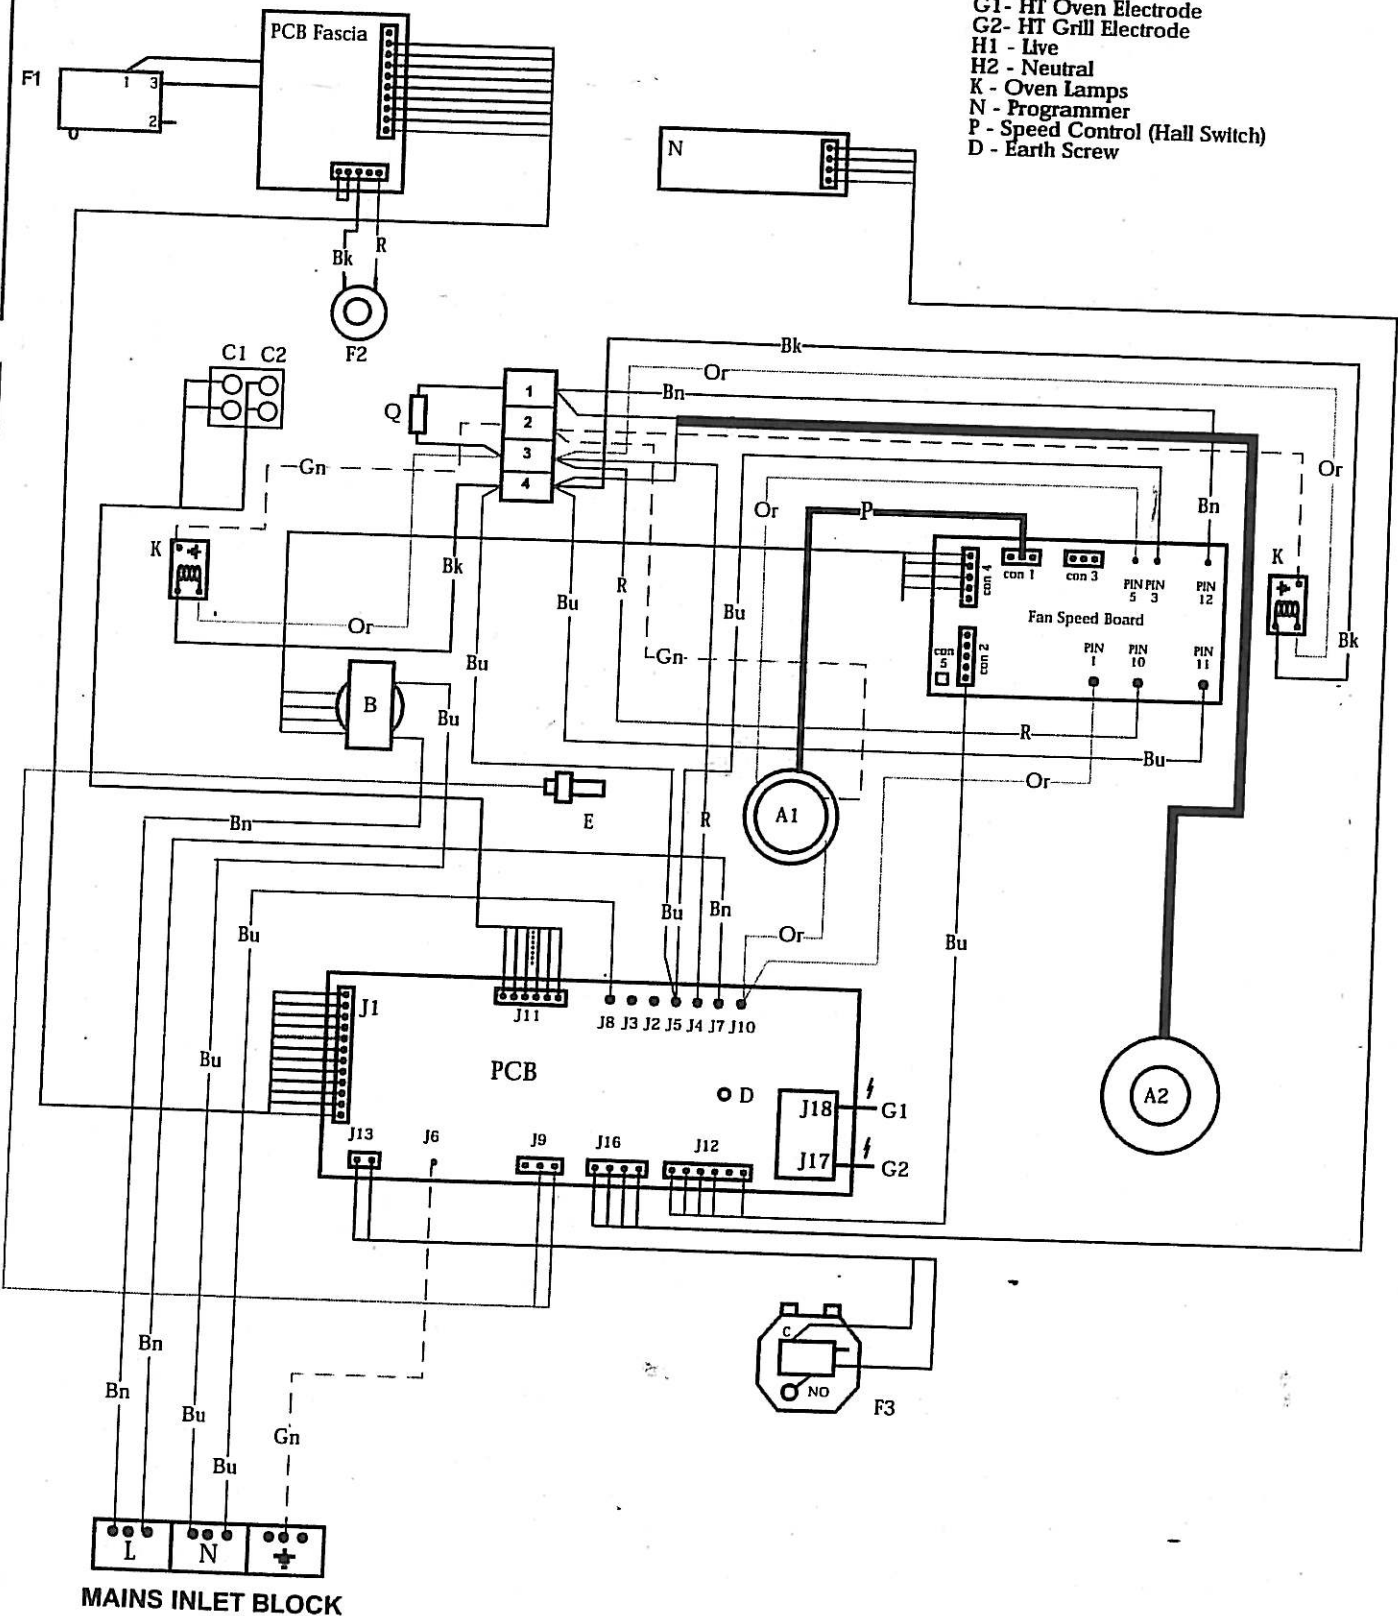 G1- HT Oven Electrode
G2- HT Grill Electrode
H1 - Live
H2 - Neutral
K - Oven Lamps
N - Programmer
P - Speed Control (Hall Switch)
D - Earth Screw
PCB Fascia
F1
1
3
2
N
Bk
R
F2
C1 C2
Bk
Or
Bn
Q
1
2
3
4
Gn
Or
Or
P
Bn
K
Bk
R
Bu
Bu
con 4
con 1
con 3
PIN 5
PIN 3
PIN 12
K
Fan Speed Board
Or
con 5
con 2
PIN 1
PIN 10
PIN 11
Bk
Gn
Bu
B
Bu
R
Bu
Or
E
A1
R
Bn
Bu
Bn
Or
Bu
Bu
J1
J11
J8 J3 J2 J5 J4 J7 J10
PCB
D
J18
G1
A2
J17
G2
J13
J6
J9
J16
J12
Bu
Bn
Bn
Bu
Gn
Bu
C
NO
F3
L
N
MAINS INLET BLOCK